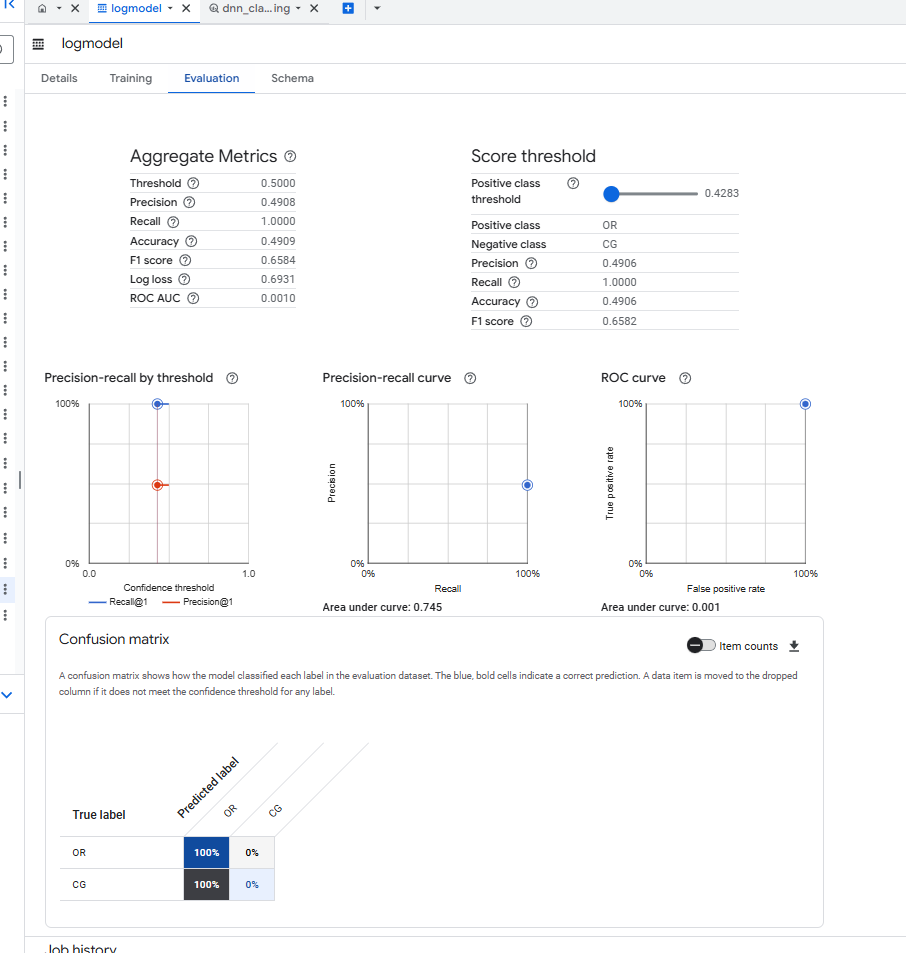 logmodel
dnn_cla... ing
logmodel
Details Training Evaluation Schema
Aggregate Metrics
Threshold 0.5000
Precision 0.4908
Recall 1.0000
Accuracy 0.4909
F1 score 0.6584
Log loss 0.6931
ROC AUC 0.0010
Score threshold
Positive class threshold 0.4283
Positive class OR
Negative class CG
Precision 0.4906
Recall 1.0000
Accuracy 0.4906
F1 score 0.6582
Precision-recall by threshold
100%
0%
0.0 1.0
Confidence threshold
Recall@1 Precision@1
Precision-recall curve
100%
Precision
0%
0% 100%
Recall
Area under curve: 0.745
ROC curve
100%
True positive rate
0%
0% 100%
False positive rate
Area under curve: 0.001
Confusion matrix
Item counts
A confusion matrix shows how the model classified each label in the evaluation dataset. The blue, bold cells indicate a correct prediction. A data item is moved to the dropped
column if it does not meet the confidence threshold for any label.
Predicted label
OR CG
True label
OR 100% 0%
CG 100% 0%
Job history